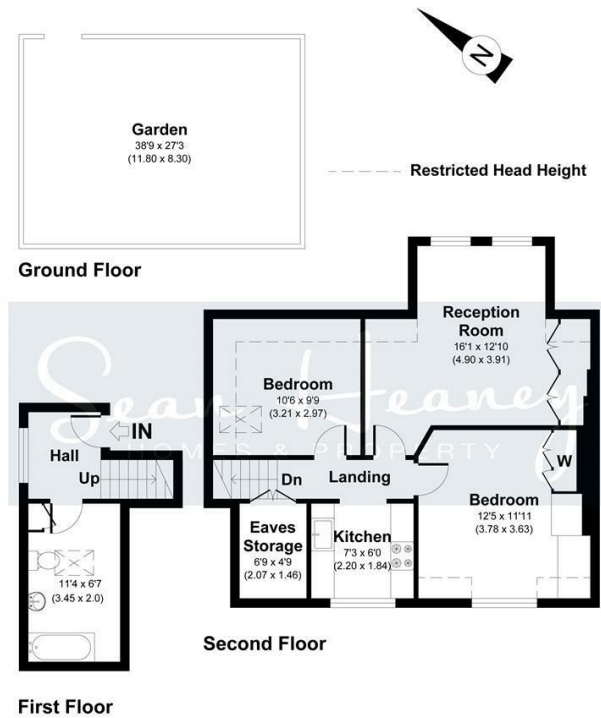 Garden
38'9 x 27'3
(11.80 x 8.30)
N
Restricted Head Height
Ground Floor
Reception
Room
16'1 x 12'10
(4.90 x 3.91)
Bedroom
10'6 x 9'9
(3.21 x 2.97)
Sean Heaney
HOMES & PROPERTY
IN
Hall
Up
Dn
Landing
W
Bedroom
12'5 x 11'11
(3.78 x 3.63)
Eaves
Storage
6'9 x 4'9
(2.07 x 1.46)
Kitchen
7'3 x 6'0
(2.20 x 1.84)
11'4 x 6'7
(3.45 x 2.0)
Second Floor
First Floor